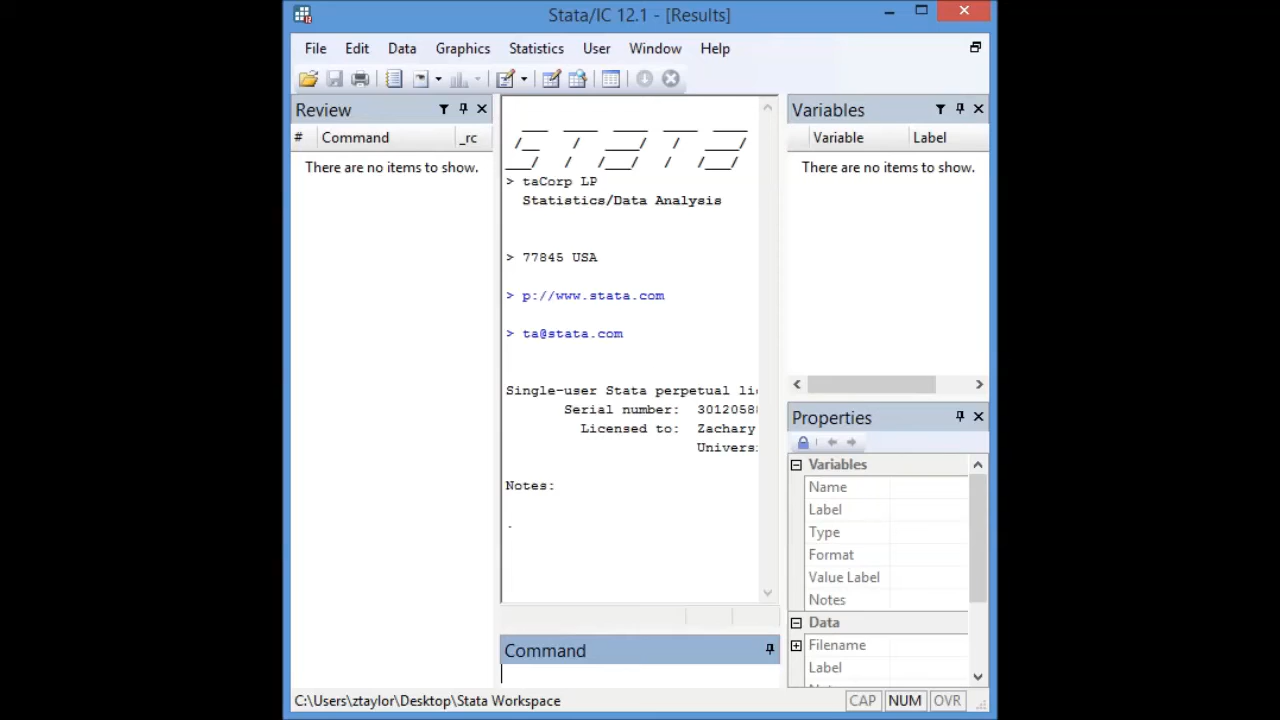 Stata/IC 12.1 - [Results]
File Edit Data Graphics Statistics User Window Help
Review
# Command _rc
There are no items to show.
STATA
> taCorp LP
Statistics/Data Analysis
> 77845 USA
> p://www.stata.com
> ta@stata.com
Single-user Stata perpetual li
Serial number: 3012058
Licensed to: Zachary
Univers
Notes:
.
Command
Variables
Variable Label
There are no items to show.
Properties
Variables
Name
Label
Type
Format
Value Label
Notes
Data
Filename
Label
C:\Users\ztaylor\Desktop\Stata Workspace
CAP NUM OVR